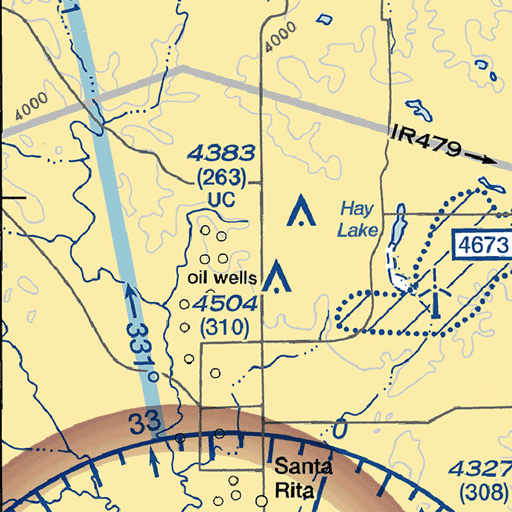 1
4000
4000
IR479
4383
(263)
UC
Hay
Lake
4673
oil wells
4504
(310)
331°
33
0
Santa
Rita
4327
(308)